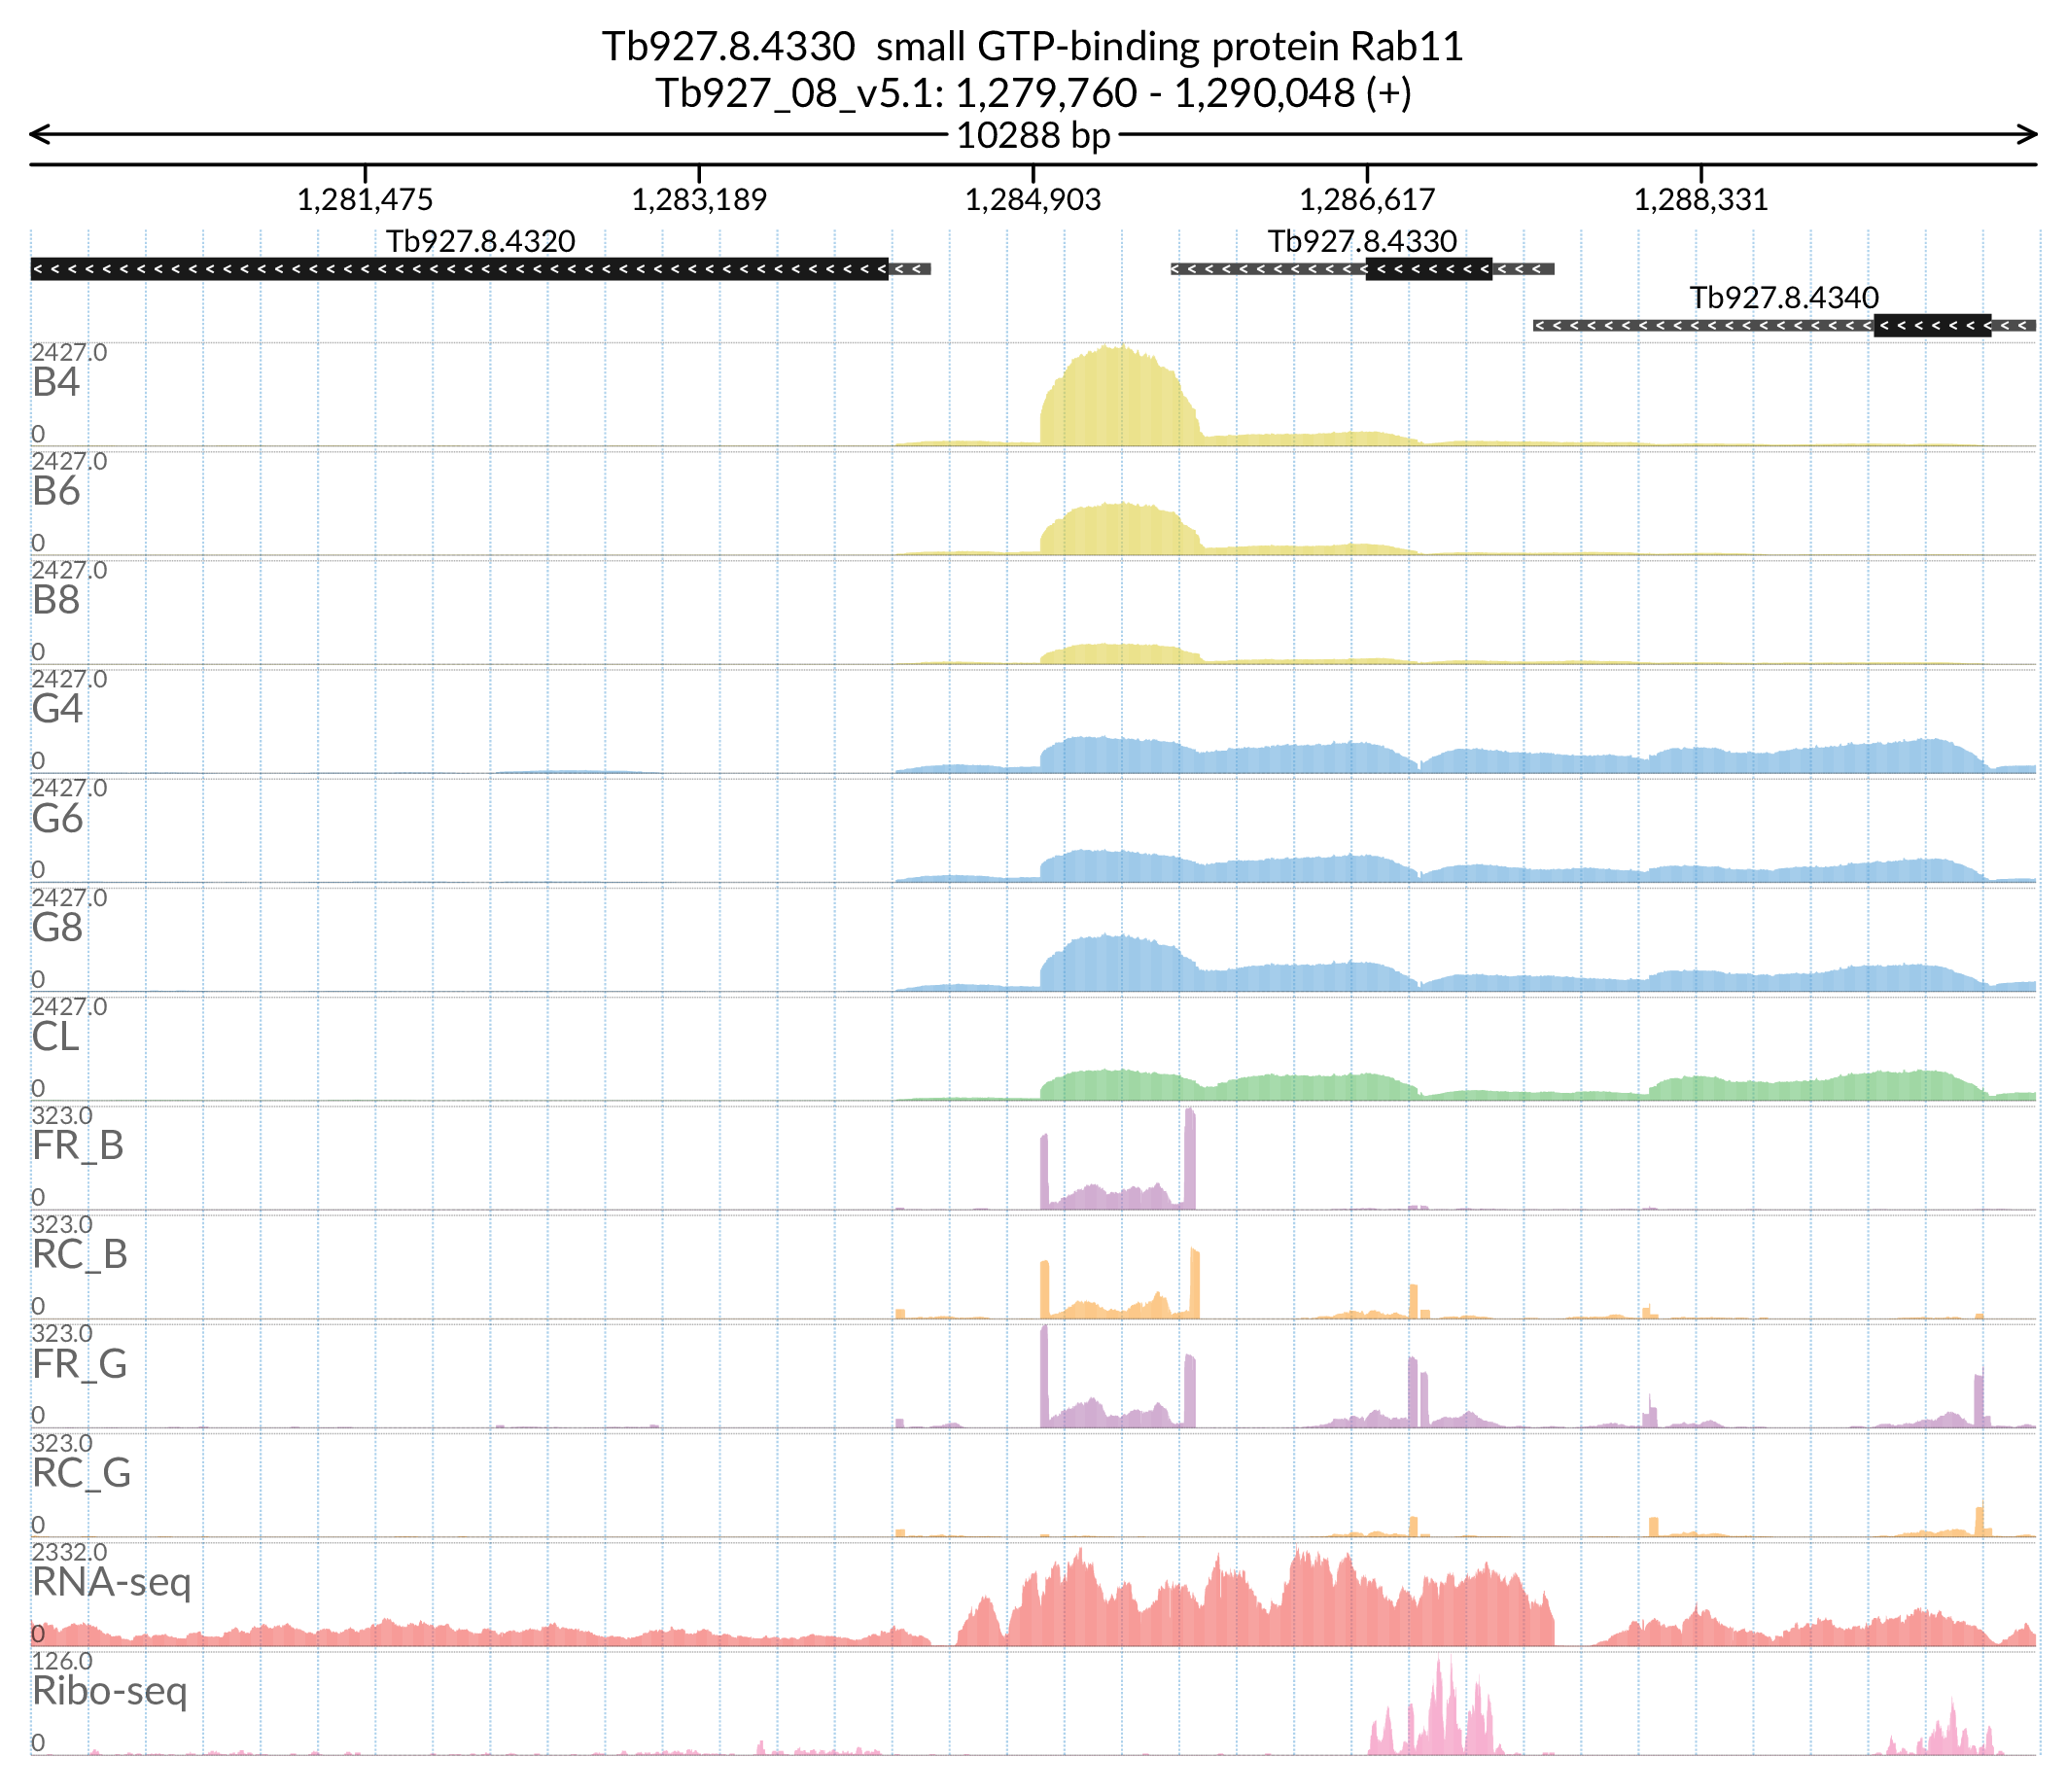 Tb927.8.4330  small GTP-binding protein Rab11
Tb927_08_v5.1: 1,279,760 - 1,290,048 (+)
10288 bp
1,281,475 1,283,189 1,284,903 1,286,617 1,288,331
Tb927.8.4320 Tb927.8.4330
Tb927.8.4340
2427.0
B4
0
2427.0
B6
0
2427.0
B8
0
2427.0
G4
0
2427.0
G6
0
2427.0
G8
0
2427.0
CL
0
323.0
FR_B
0
323.0
RC_B
0
323.0
FR_G
0
323.0
RC_G
0
2332.0
RNA-seq
0
126.0
Ribo-seq
0